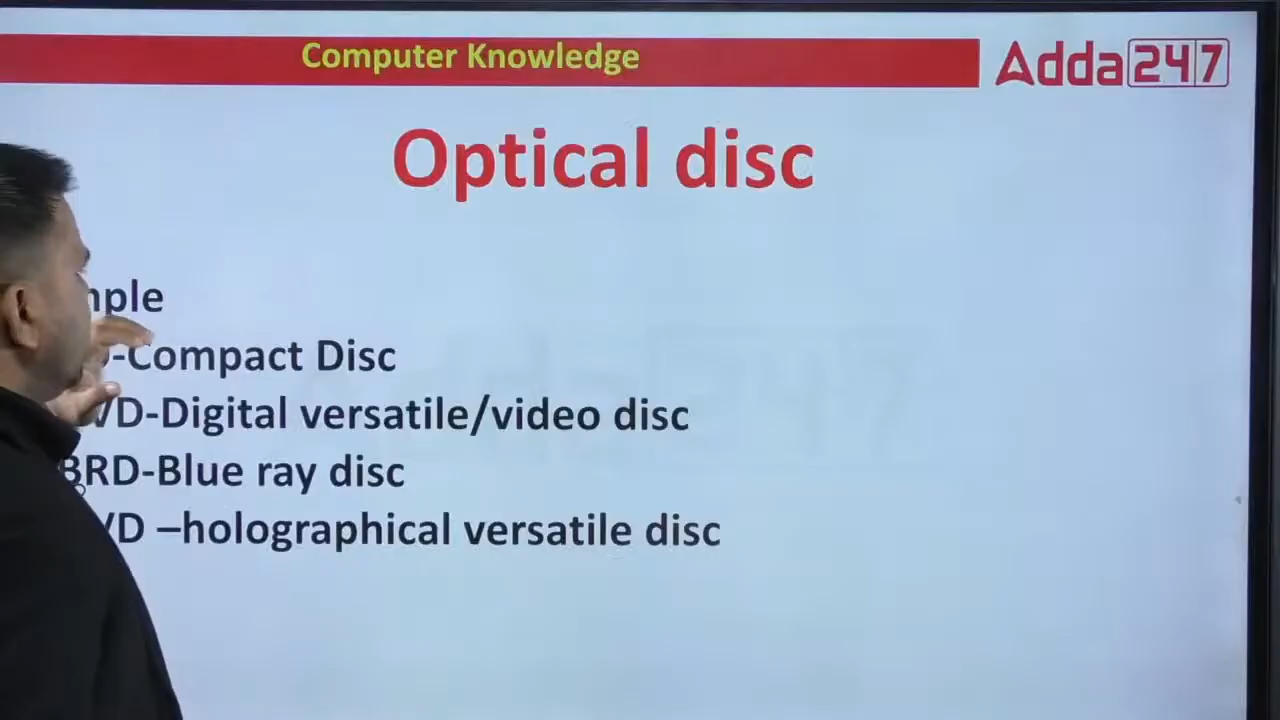 Computer Knowledge
Adda247
Optical disc
-Compact Disc
VD-Digital versatile/video disc
BRD-Blue ray disc
VD –holographical versatile disc